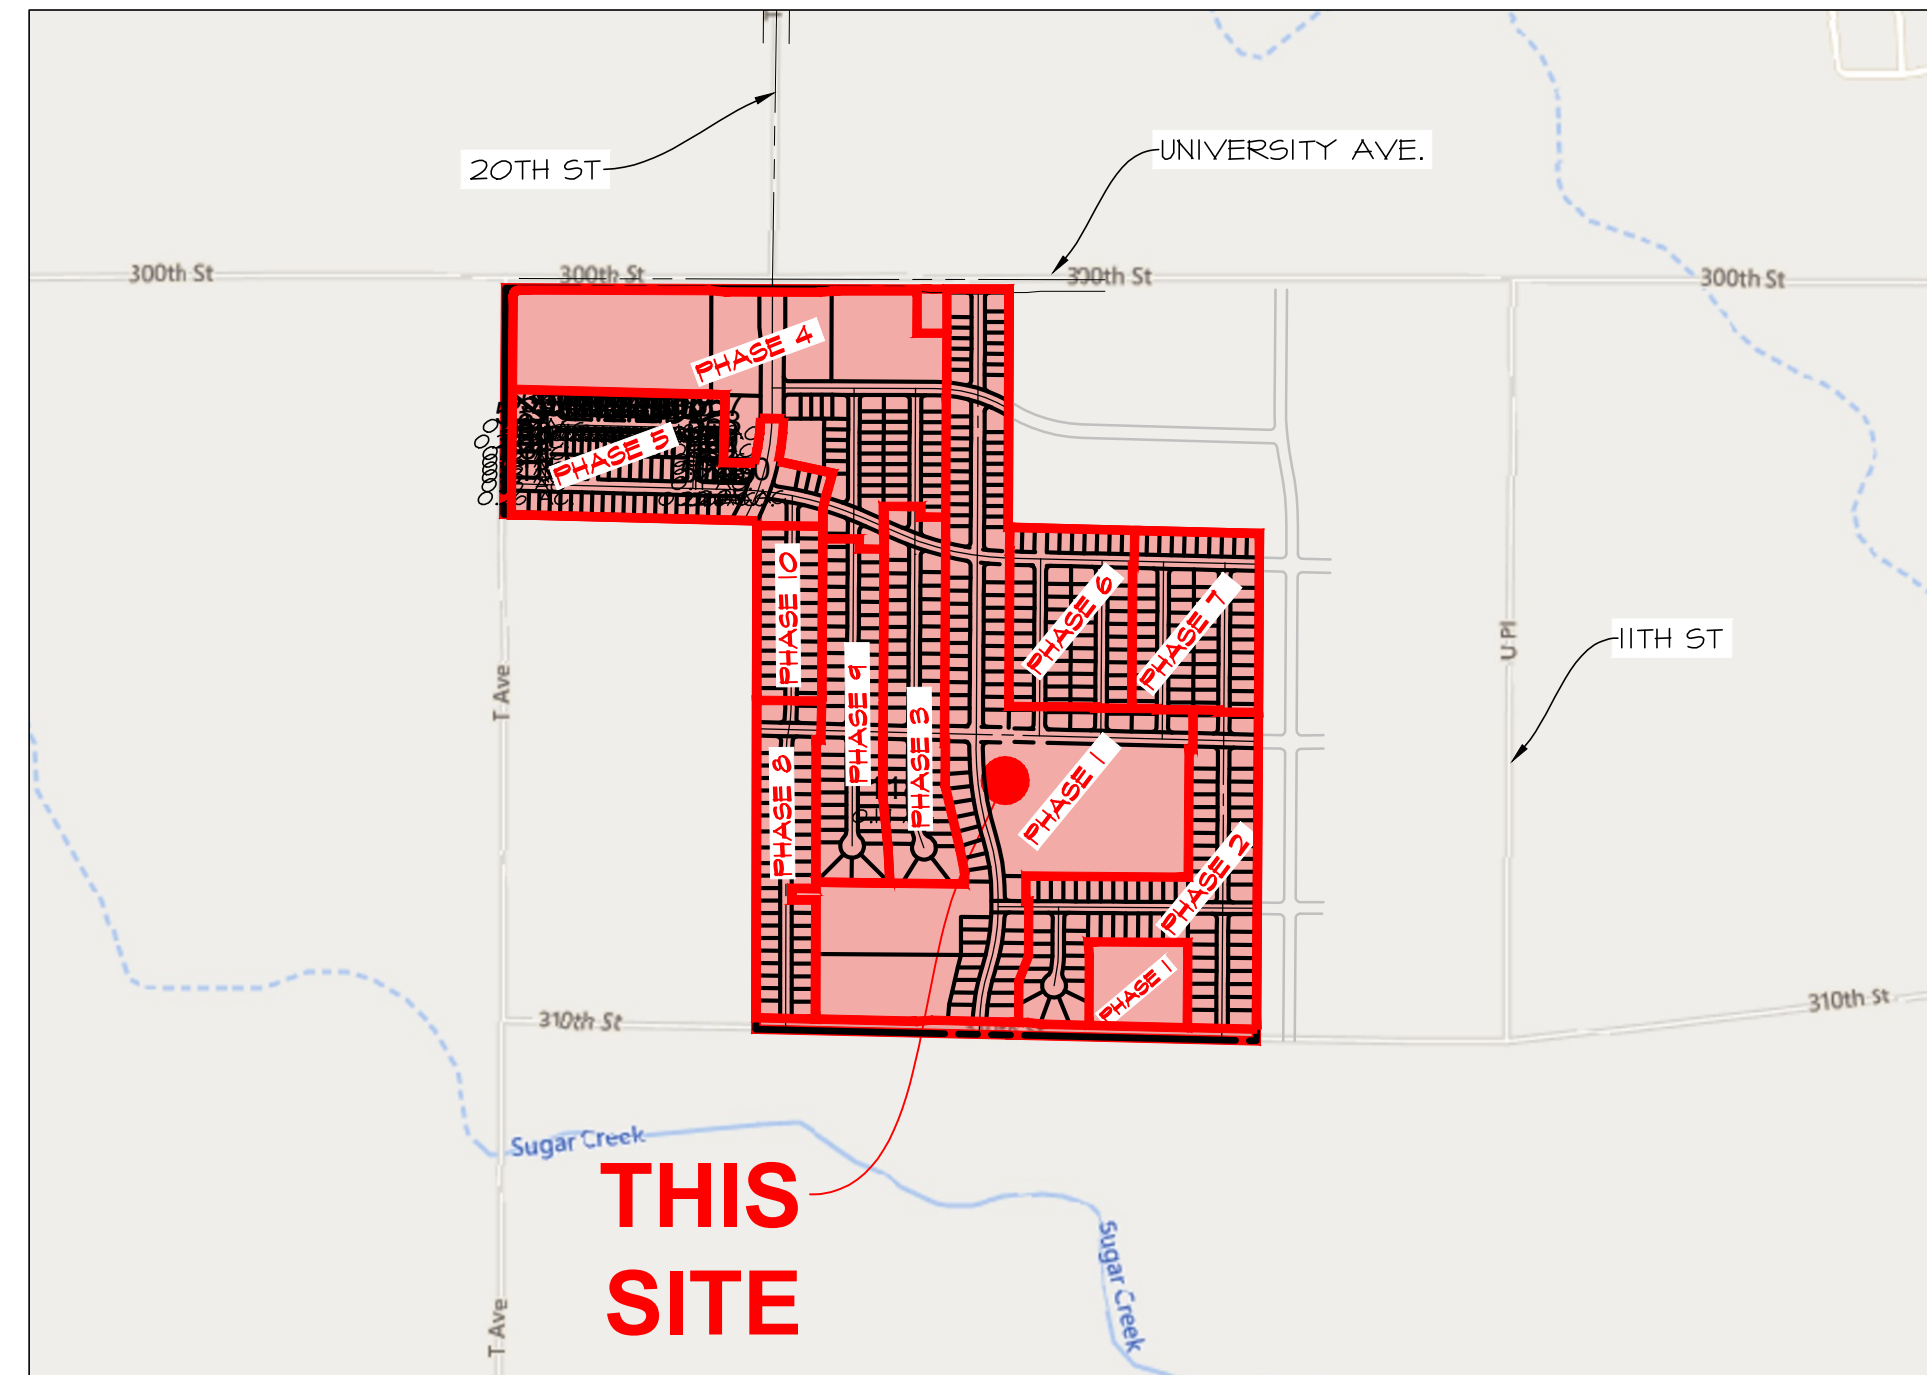 20TH ST
UNIVERSITY AVE.
300th St
300th St
300th St
300th St
PHASE 4
PHASE 5
PHASE 10
PHASE 6
PHASE 7
U Pl
11TH ST
T Ave
PHASE 9
PHASE 3
PHASE 8
PHASE 1
PHASE 2
PHASE 1
310th St
310th St
Sugar Creek
THIS
SITE
Sugar Creek
T Ave